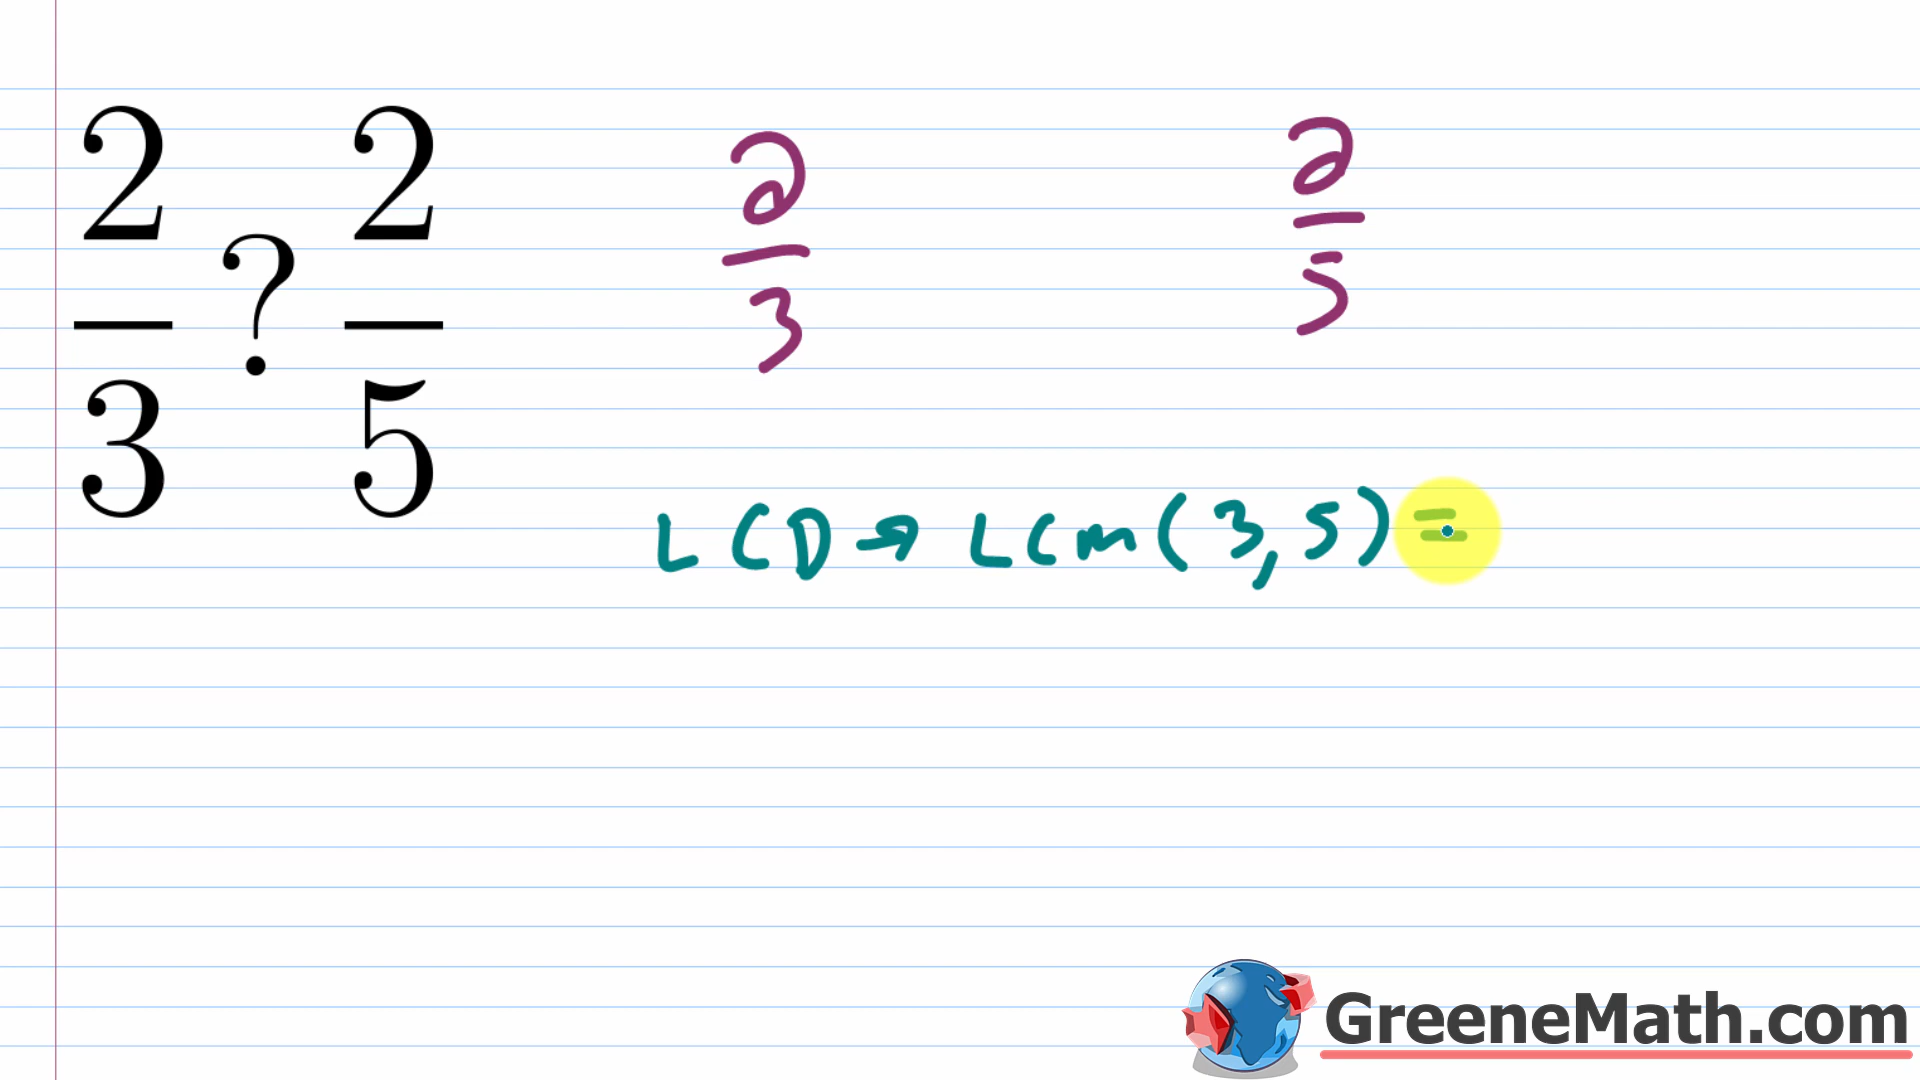 2/3 ? 2/5
2/3 2/5
LCD → LCm(3,5) =
GreeneMath.com